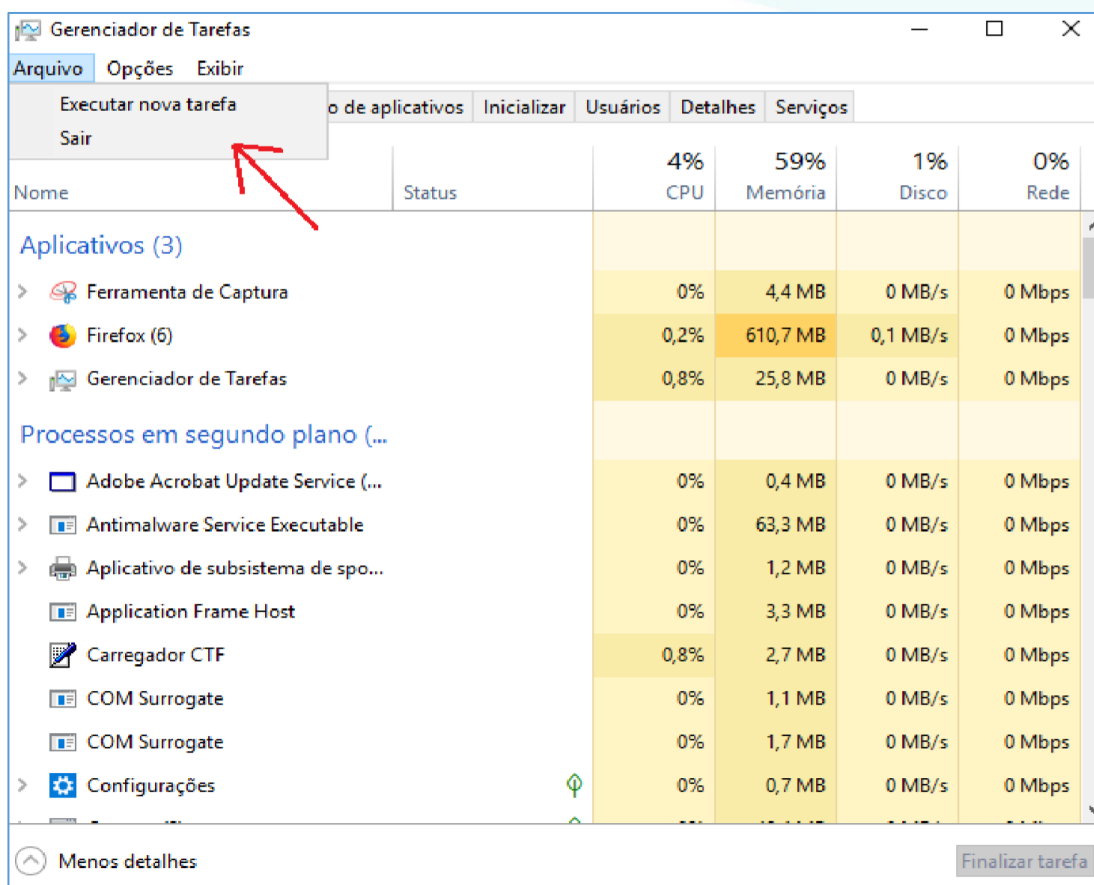 Gerenciador de Tarefas
Arquivo Opções Exibir
Executar nova tarefa
Sair
o de aplicativos Inicializar Usuários Detalhes Serviços
4% 59% 1% 0%
Nome Status CPU Memória Disco Rede
Aplicativos (3)
Ferramenta de Captura 0% 4,4 MB 0 MB/s 0 Mbps
Firefox (6) 0,2% 610,7 MB 0,1 MB/s 0 Mbps
Gerenciador de Tarefas 0,8% 25,8 MB 0 MB/s 0 Mbps
Processos em segundo plano (...
Adobe Acrobat Update Service (... 0% 0,4 MB 0 MB/s 0 Mbps
Antimalware Service Executable 0% 63,3 MB 0 MB/s 0 Mbps
Aplicativo de subsistema de spo... 0% 1,2 MB 0 MB/s 0 Mbps
Application Frame Host 0% 3,3 MB 0 MB/s 0 Mbps
Carregador CTF 0,8% 2,7 MB 0 MB/s 0 Mbps
COM Surrogate 0% 1,1 MB 0 MB/s 0 Mbps
COM Surrogate 0% 1,7 MB 0 MB/s 0 Mbps
Configurações 0% 0,7 MB 0 MB/s 0 Mbps
Menos detalhes Finalizar tarefa